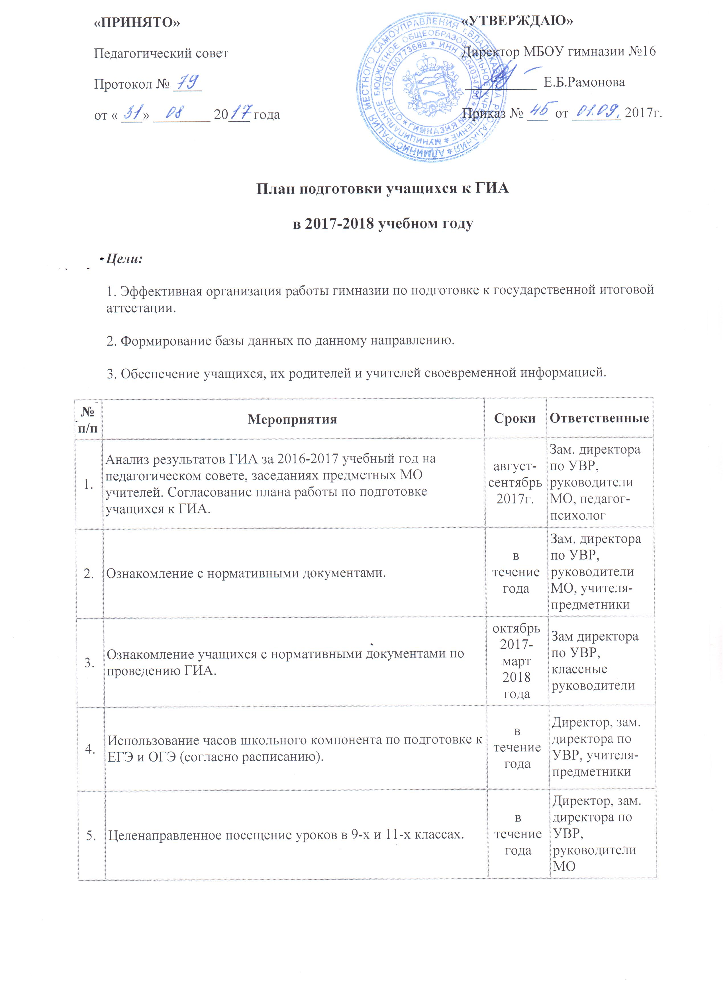 «ПРИНЯТО»
«УТВЕРЖДАЮ»
Педагогический совет
Директор МБОУ гимназии №16
Протокол № 79
Е.Б.Рамонова
от « 31 » 08 2017 года
Приказ № 45 от 01.09. 2017г.
АДМИНИСТРАЦИЯ МЕСТНОГО САМОУПРАВЛЕНИЯ г.ВЛАДИКАВКАЗА
МУНИЦИПАЛЬНОЕ БЮДЖЕТНОЕ ОБЩЕОБРАЗОВАТЕЛЬНОЕ УЧРЕЖДЕНИЕ
ГИМНАЗИЯ
ОГРН 1021500773689 * ИНН
План подготовки учащихся к ГИА
в 2017-2018 учебном году
Цели:
1. Эффективная организация работы гимназии по подготовке к государственной итоговой
аттестации.
2. Формирование базы данных по данному направлению.
3. Обеспечение учащихся, их родителей и учителей своевременной информацией.
№
п/п
Мероприятия
Сроки
Ответственные
1.
Анализ результатов ГИА за 2016-2017 учебный год на
педагогическом совете, заседаниях предметных МО
учителей. Согласование плана работы по подготовке
учащихся к ГИА.
август-
сентябрь
2017г.
Зам. директора
по УВР,
руководители
МО, педагог-
психолог
2.
Ознакомление с нормативными документами.
в
течение
года
Зам. директора
по УВР,
руководители
МО, учителя-
предметники
3.
Ознакомление учащихся с нормативными документами по
проведению ГИА.
октябрь
2017-
март
2018
года
Зам директора
по УВР,
классные
руководители
4.
Использование часов школьного компонента по подготовке к
ЕГЭ и ОГЭ (согласно расписанию).
в
течение
года
Директор, зам.
директора по
УВР, учителя-
предметники
5.
Целенаправленное посещение уроков в 9-х и 11-х классах.
в
течение
года
Директор, зам.
директора по
УВР,
руководители
МО